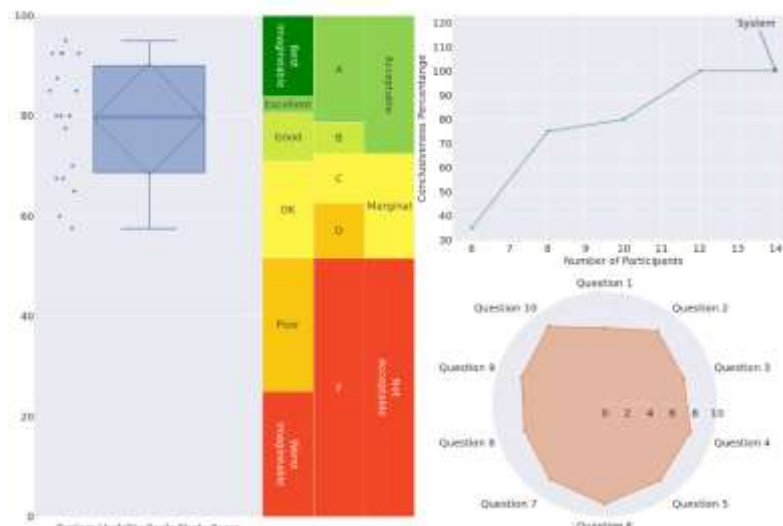 100
80
60
40
20
0
Best
Imaginable
Excellent
Good
OK
Poor
Worst
Imaginable
A
B
C
D
F
Acceptable
Marginal
Not
Acceptable
System
Conclusiveness Percentange
120
110
100
90
80
70
60
50
40
30
6
7
8
9
10
11
12
13
14
Number of Participants
Question 1
Question 2
Question 3
Question 4
Question 5
Question 6
Question 7
Question 8
Question 9
Question 10
0 2 4 6 8 10